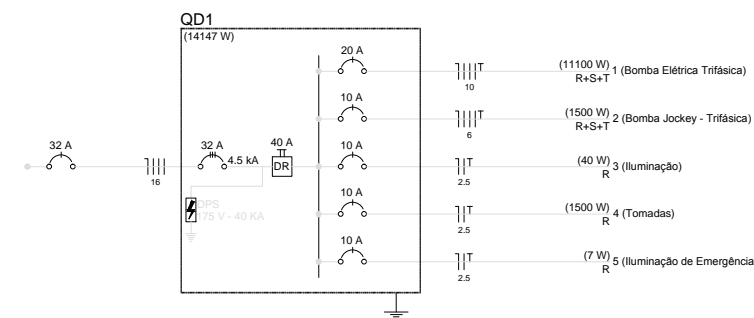 QD1
(14147 W)
20 A
(11100 W) 1 (Bomba Elétrica Trifásica)
R+S+T
T
10
10 A
(1500 W) 2 (Bomba Jockey - Trifásica)
R+S+T
T
6
32 A
16
32 A
4.5 kA
40 A
DR
10 A
T
2.5
(40 W) 3 (Iluminação)
R
DPS
175 V - 40 KA
10 A
T
2.5
(1500 W) 4 (Tomadas)
R
10 A
T
2.5
(7 W) 5 (Iluminação de Emergência
R